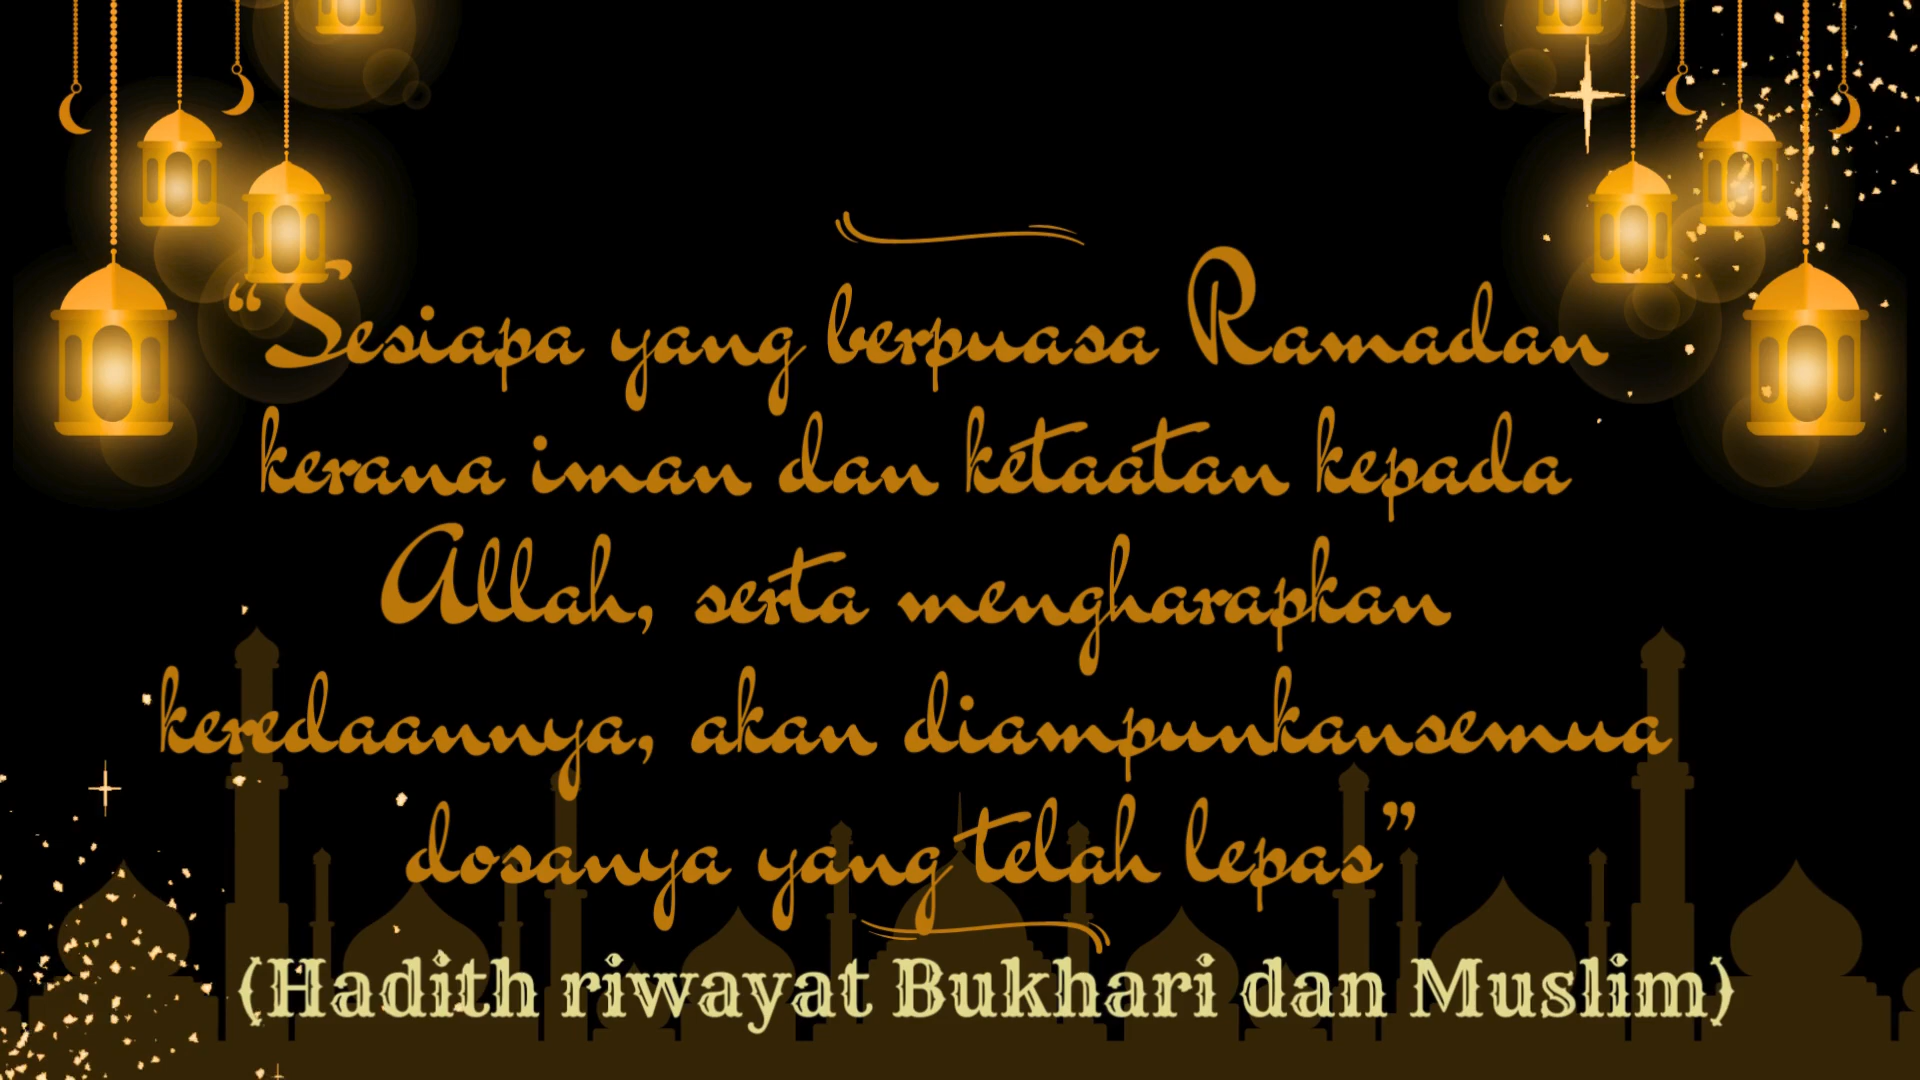 “Sesiapa yang berpuasa Ramadan
kerana iman dan ketaatan kepada
Allah, serta mengharapkan
keredaannya, akan diampunkansemua
dosanya yang telah lepas”
(Hadith riwayat Bukhari dan Muslim)